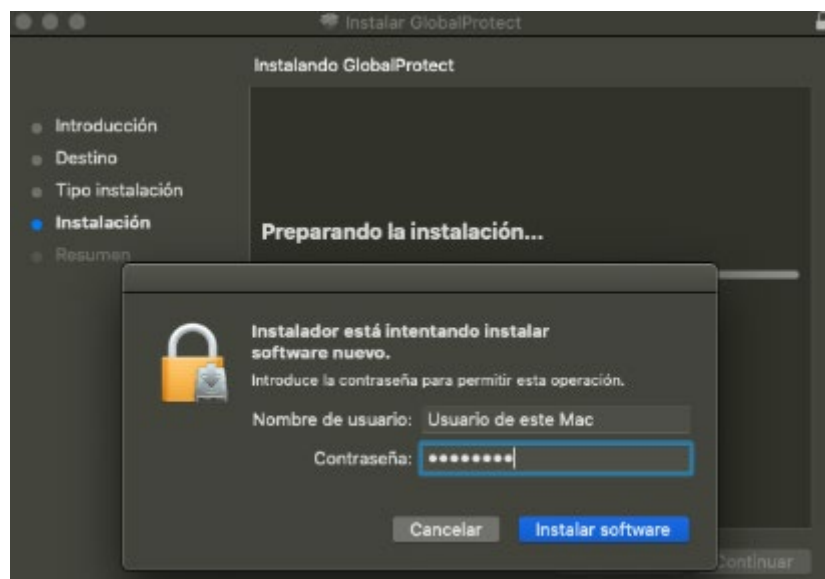 Instalar GlobalProtect
Instalando GlobalProtect
Introducción
Destino
Tipo instalación
Instalación
Resumen
Preparando la instalación...
Instalador está intentando instalar
software nuevo.
Introduce la contraseña para permitir esta operación.
Nombre de usuario: Usuario de este Mac
Contraseña: ••••••••
Cancelar Instalar software
Continuar